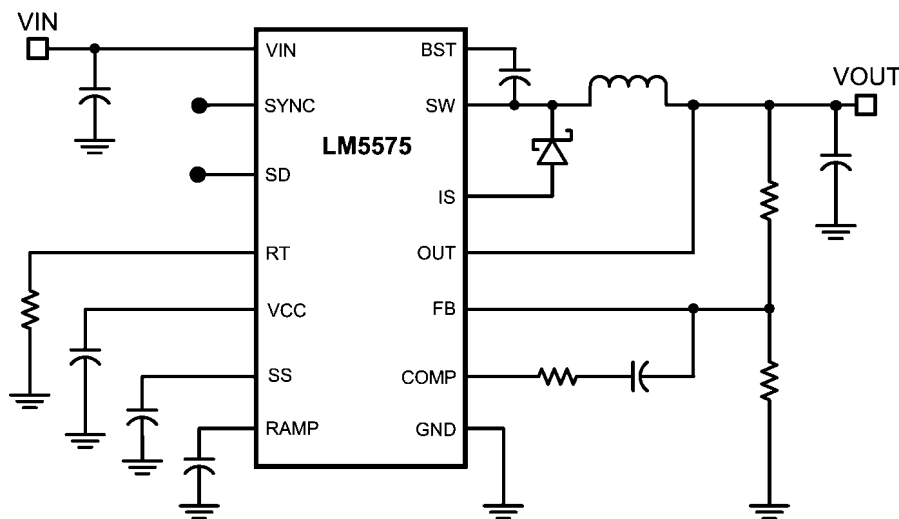 VIN
VOUT
LM5575
VIN
SYNC
SD
RT
VCC
SS
RAMP
BST
SW
IS
OUT
FB
COMP
GND